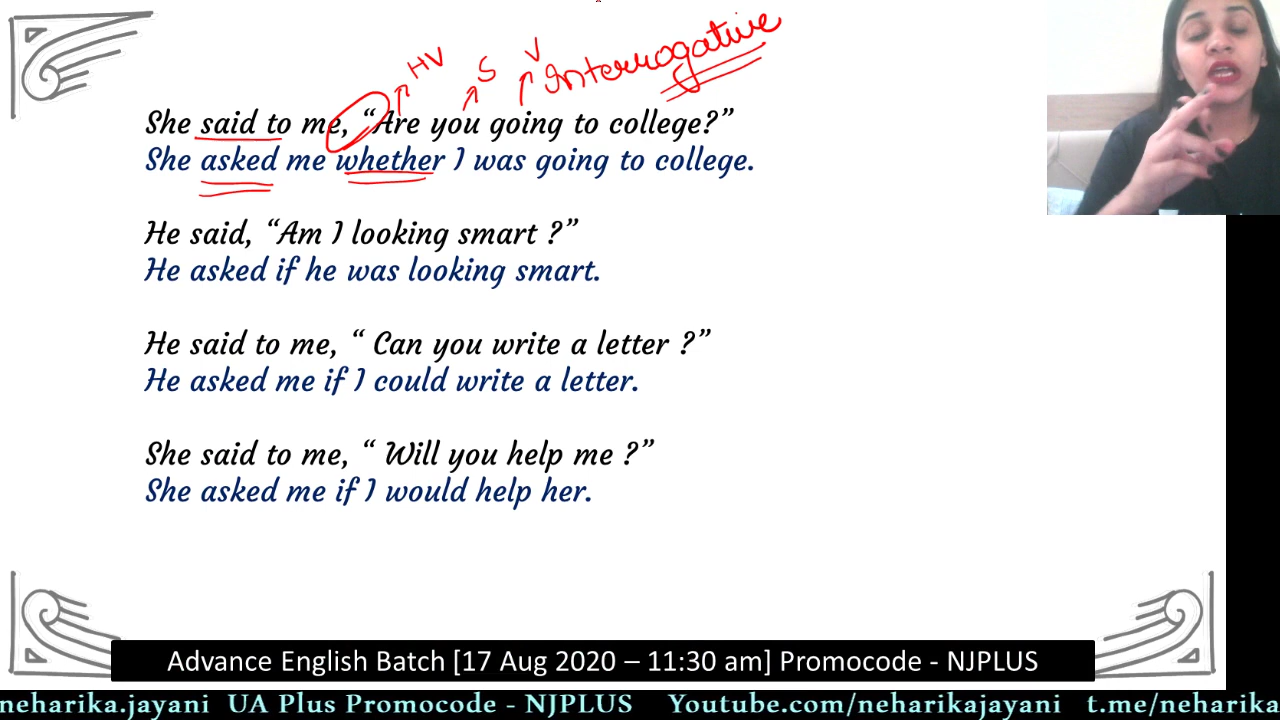 HV S V Interrogative
She said to me, “Are you going to college?”
She asked me whether I was going to college.
He said, “Am I looking smart ?”
He asked if he was looking smart.
He said to me, “ Can you write a letter ?”
He asked me if I could write a letter.
She said to me, “ Will you help me ?”
She asked me if I would help her.
Advance English Batch [17 Aug 2020 – 11:30 am] Promocode - NJPLUS
neharika.jayani UA Plus Promocode - NJPLUS Youtube.com/neharikajayani t.me/neharika